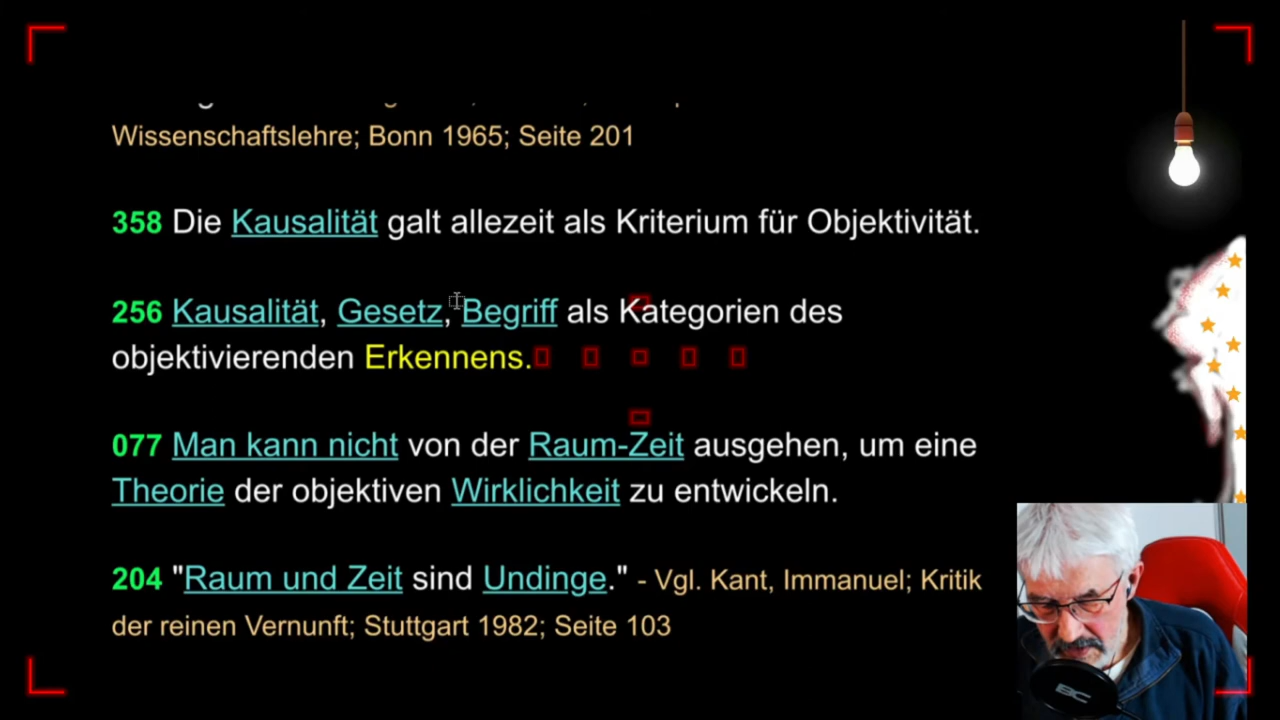 Wissenschaftslehre; Bonn 1965; Seite 201
358 Die Kausalität galt allezeit als Kriterium für Objektivität.
256 Kausalität, Gesetz, Begriff als Kategorien des
objektivierenden Erkennens.
077 Man kann nicht von der Raum-Zeit ausgehen, um eine
Theorie der objektiven Wirklichkeit zu entwickeln.
204 "Raum und Zeit sind Undinge." - Vgl. Kant, Immanuel; Kritik
der reinen Vernunft; Stuttgart 1982; Seite 103